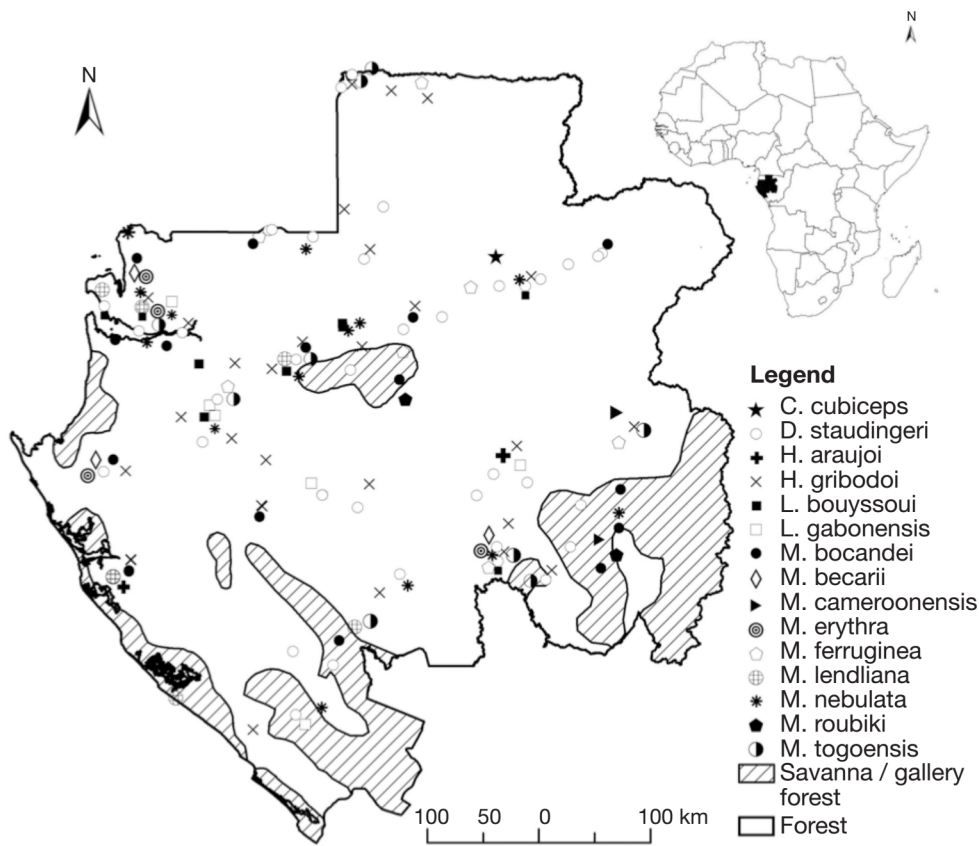 N
N
Legend
C. cubiceps
D. staudingeri
H. araujoi
H. gribodoi
L. bouyssoui
L. gabonensis
M. bocandei
M. becarii
M. cameroonensis
M. erythra
M. ferruginea
M. lendliana
M. nebulata
M. roubiki
M. togoensis
Savanna / gallery
forest
Forest
100 50 0 100 km